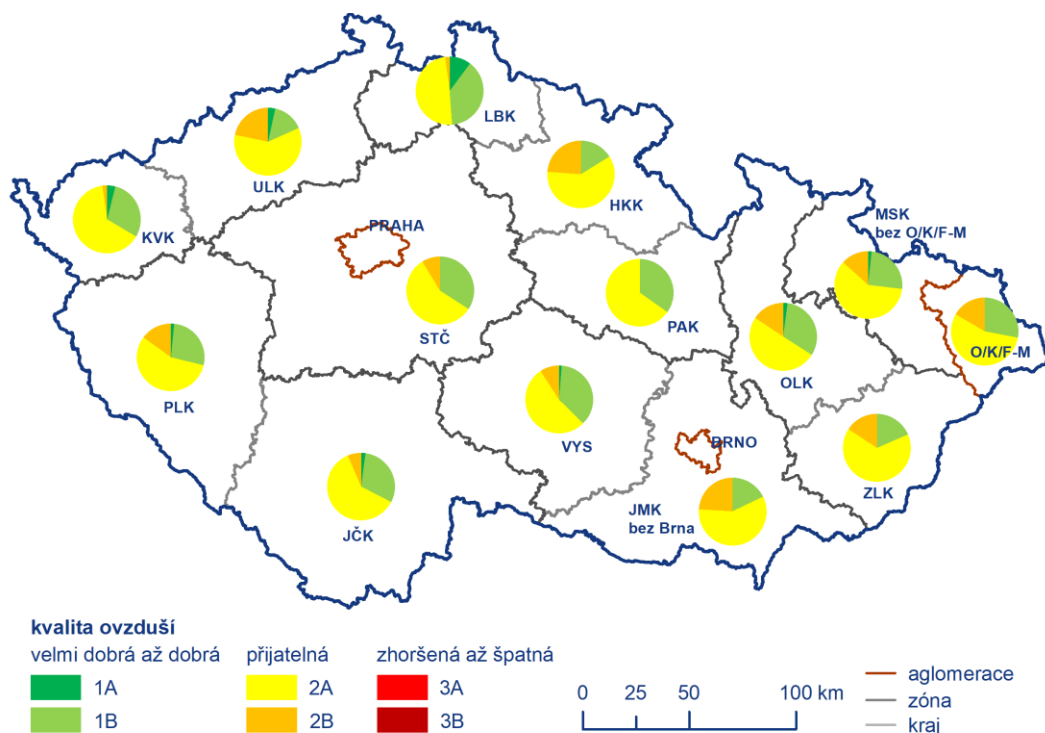 LBK
ULK
HKK
MSK
bez O/K/F-M
PRAHA
KVK
STČ
PAK
O/K/F-M
OLK
PLK
VYS
BRNO
ZLK
JMK
bez Brna
JČK
kvalita ovzduší
velmi dobrá až dobrá
přijatelná
zhoršená až špatná
1A
2A
3A
1B
2B
3B
0 25 50 100 km
aglomerace
zóna
kraj